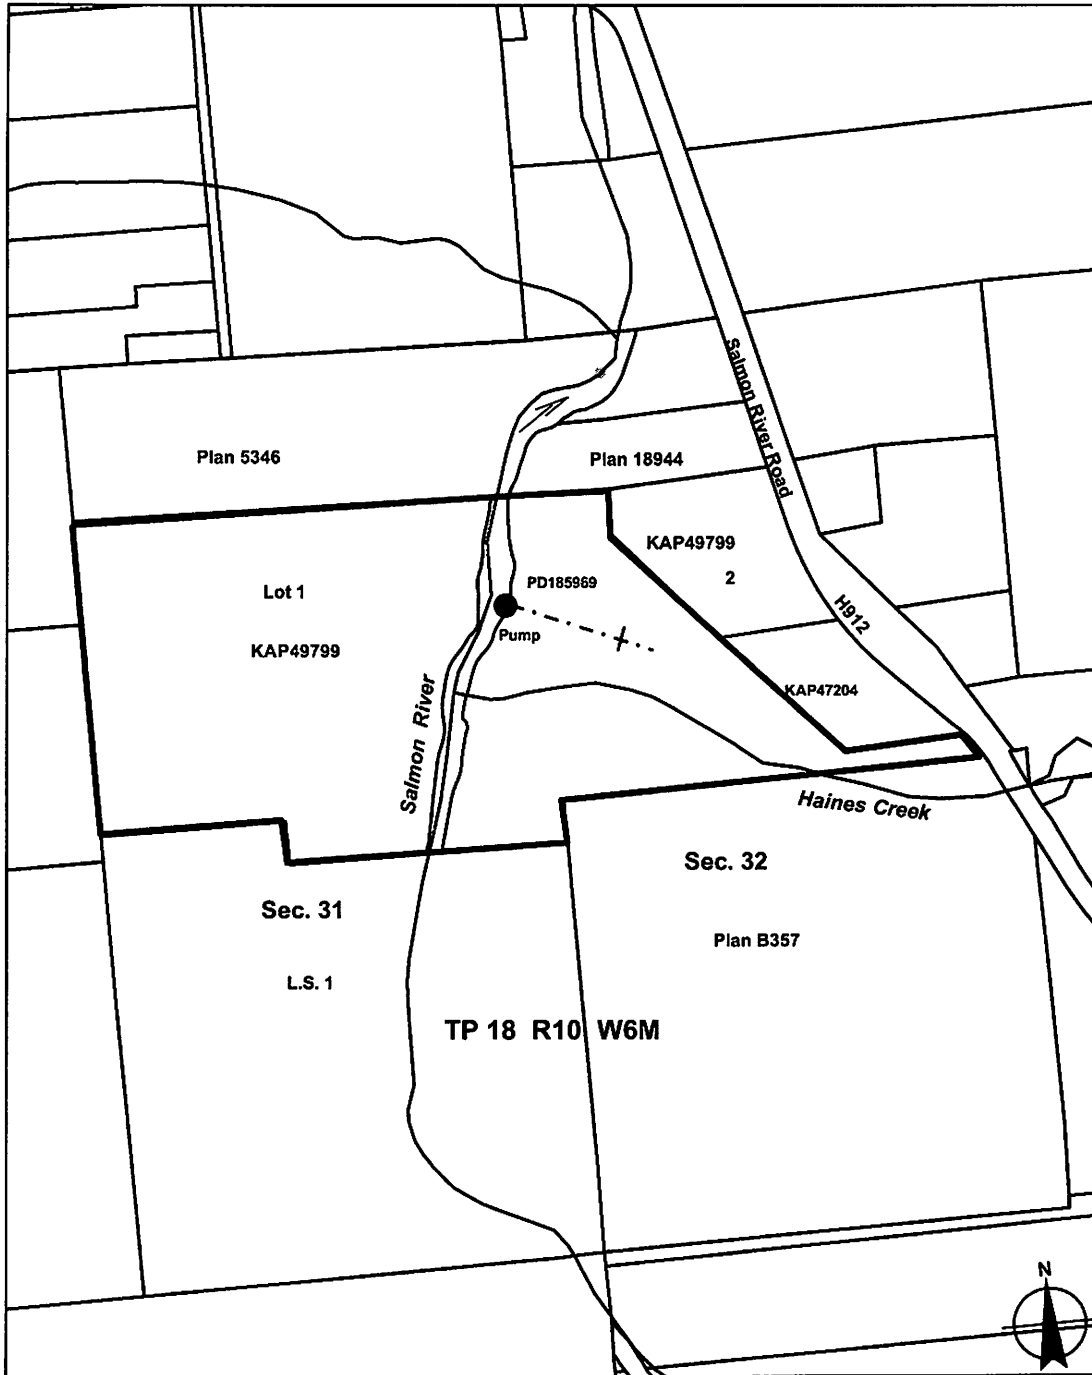 Salmon River Road
Plan 5346
Plan 18944
KAP49799
2
Lot 1
PD185969
H912
Pump
KAP49799
KAP47204
Salmon River
Haines Creek
Sec. 32
Sec. 31
Plan B357
L.S. 1
TP 18 R10 W6M
N